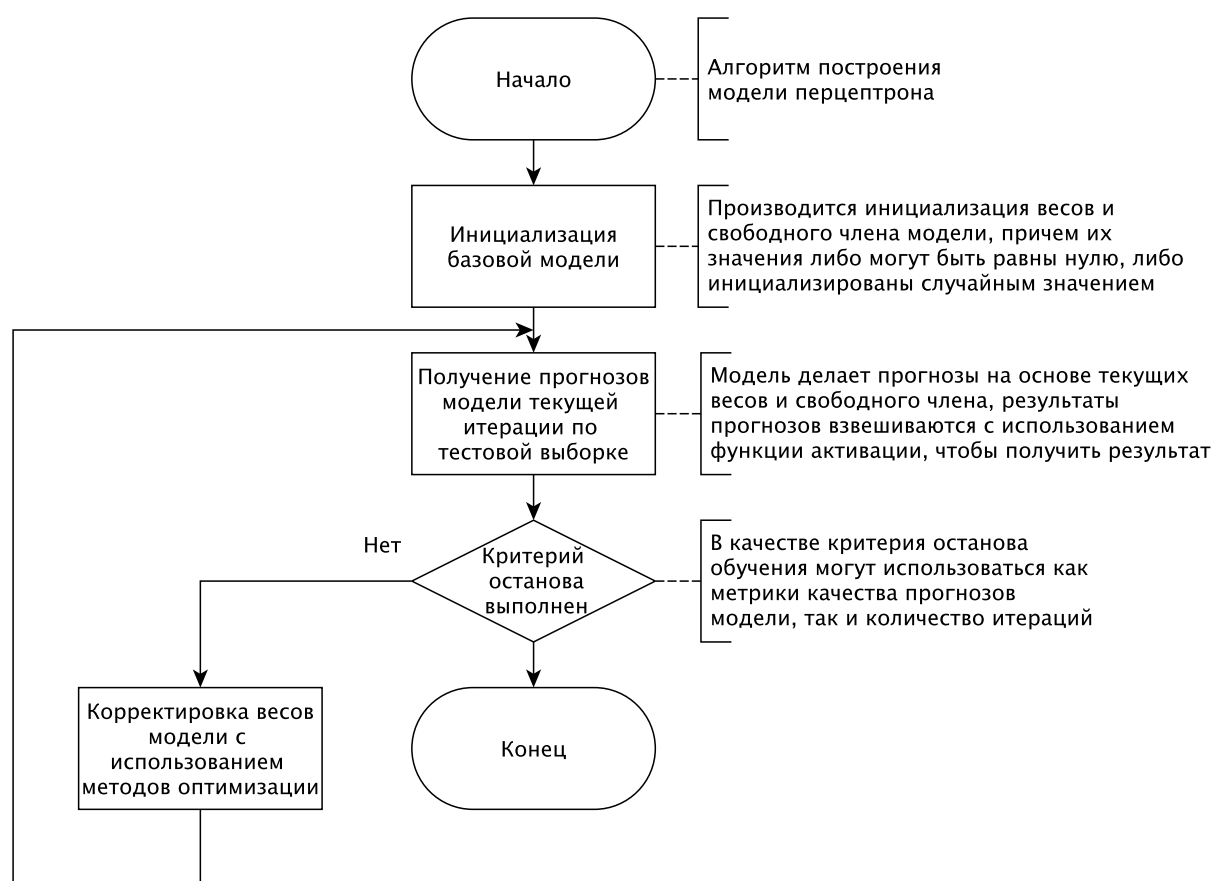 Начало
Алгоритм построения
модели перцептрона
Инициализация
базовой модели
Производится инициализация весов и
свободного члена модели, причем их
значения либо могут быть равны нулю, либо
инициализированы случайным значением
Получение прогнозов
модели текущей
итерации по
тестовой выборке
Модель делает прогнозы на основе текущих
весов и свободного члена, результаты
прогнозов взвешиваются с использованием
функции активации, чтобы получить результат
Нет
Критерий
останова
выполнен
В качестве критерия останова
обучения могут использоваться как
метрики качества прогнозов
модели, так и количество итераций
Корректировка весов
модели с
использованием
методов оптимизации
Конец